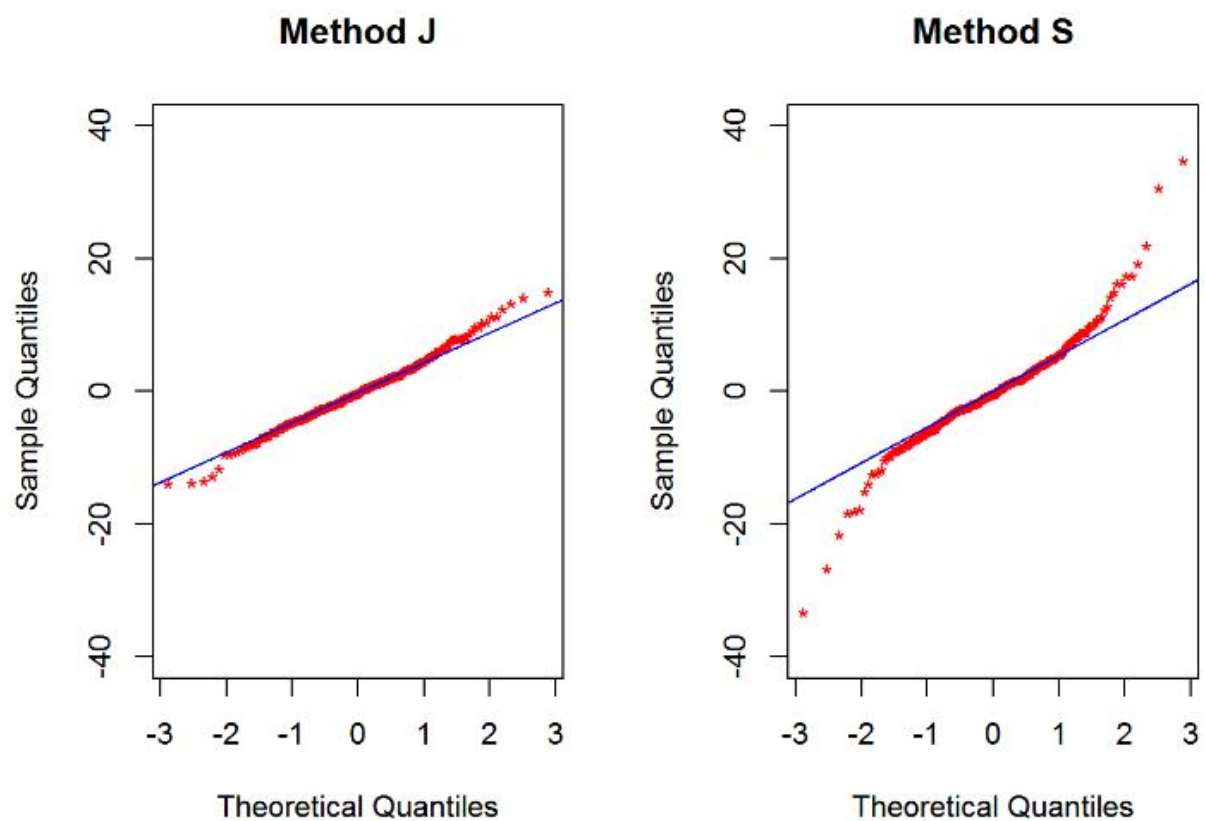 Method J
Sample Quantiles
40
20
0
-20
-40
-3 -2 -1 0 1 2 3
Theoretical Quantiles
Method S
Sample Quantiles
40
20
0
-20
-40
-3 -2 -1 0 1 2 3
Theoretical Quantiles